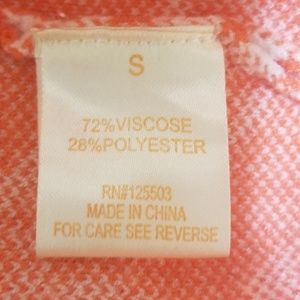 S
72%VISCOSE
28%POLYESTER
RN#125503
MADE IN CHINA
FOR CARE SEE REVERSE